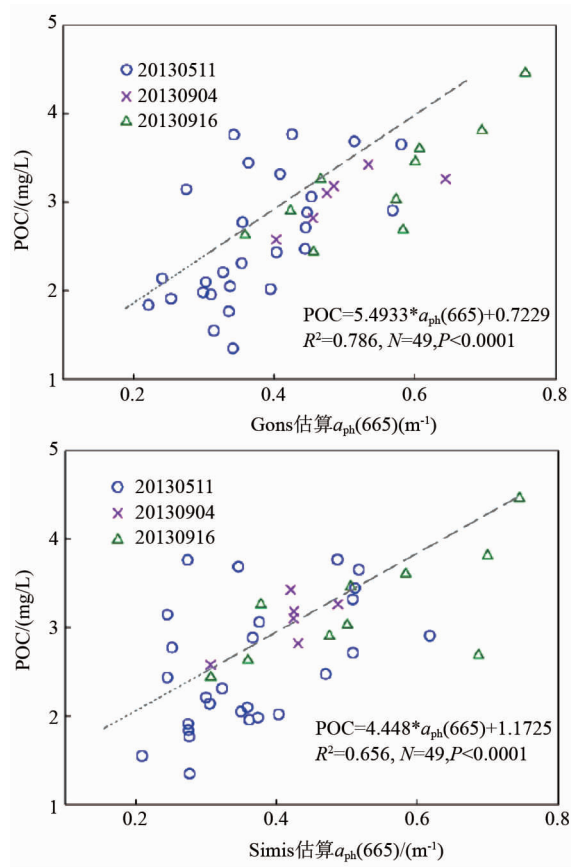 5
4
3
2
1
POC/(mg/L)
20130511
20130904
20130916
POC=5.4933*aph(665)+0.7229
R²=0.786, N=49,P<0.0001
0.2 0.4 0.6 0.8
Gons估算aph(665)(m⁻¹)
5
4
3
2
1
POC/(mg/L)
20130511
20130904
20130916
POC=4.448*aph(665)+1.1725
R²=0.656, N=49,P<0.0001
0.2 0.4 0.6 0.8
Simis估算aph(665)/(m⁻¹)